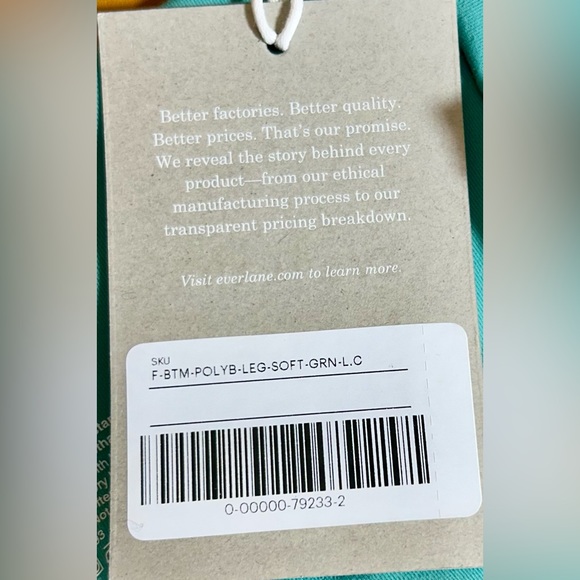 Better factories. Better quality.
Better prices. That's our promise.
We reveal the story behind every
product—from our ethical
manufacturing process to our
transparent pricing breakdown.
Visit everlane.com to learn more.
SKU
F-BTM-POLYB-LEG-SOFT-GRN-L.C
0-00000-79233-2